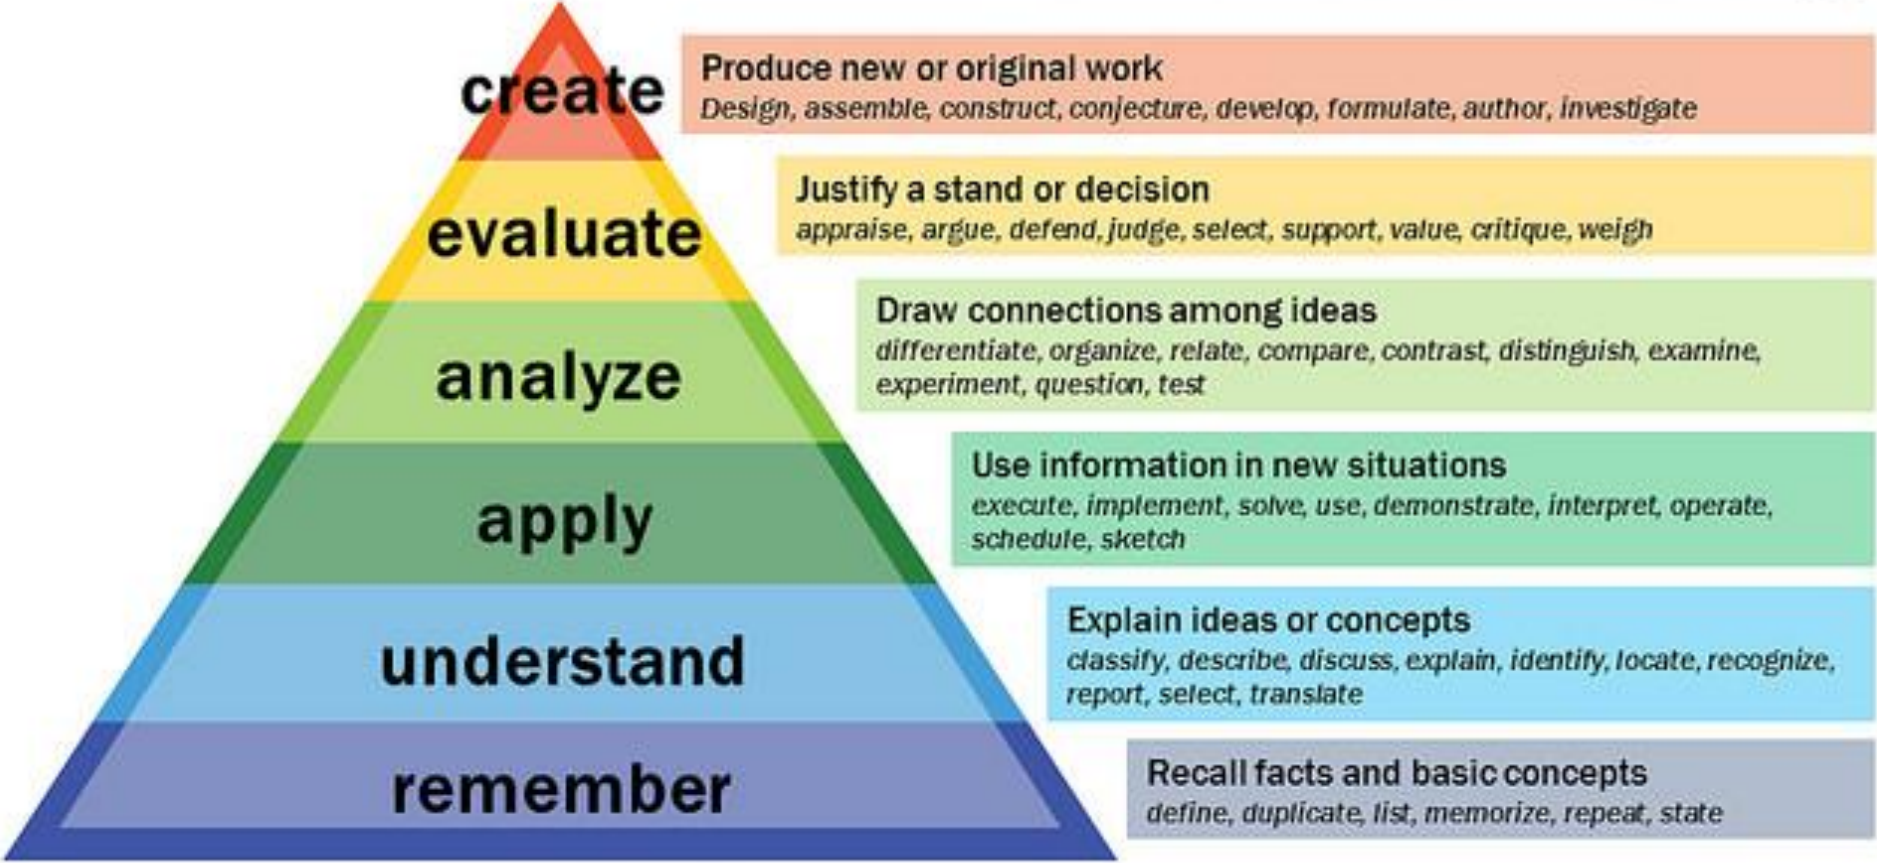 create
Produce new or original work
Design, assemble, construct, conjecture, develop, formulate, author, investigate
evaluate
Justify a stand or decision
appraise, argue, defend, judge, select, support, value, critique, weigh
analyze
Draw connections among ideas
differentiate, organize, relate, compare, contrast, distinguish, examine,
experiment, question, test
apply
Use information in new situations
execute, implement, solve, use, demonstrate, interpret, operate,
schedule, sketch
understand
Explain ideas or concepts
classify, describe, discuss, explain, identify, locate, recognize,
report, select, translate
remember
Recall facts and basic concepts
define, duplicate, list, memorize, repeat, state